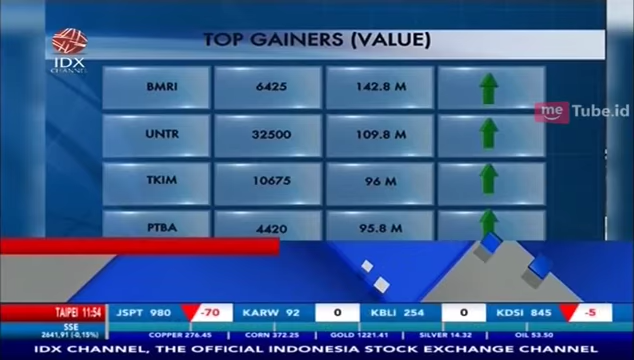 IDX
CHANNEL
TOP GAINERS (VALUE)
BMRI 6425 142.8 M
me Tube.id
UNTR 32500 109.8 M
TKIM 10675 96 M
PTBA 4420 95.8 M
TAIPEI 11:54 JSPT 980 -70 KARW 92 0 KBLI 254 0 KDSI 845 -5
SSE
2641,91 (-0,15%) COPPER 276.45 CORN 372.25 GOLD 1221.41 SILVER 14.32 OIL 53.50
IDX CHANNEL, THE OFFICIAL INDONESIA STOCK EXCHANGE CHANNEL